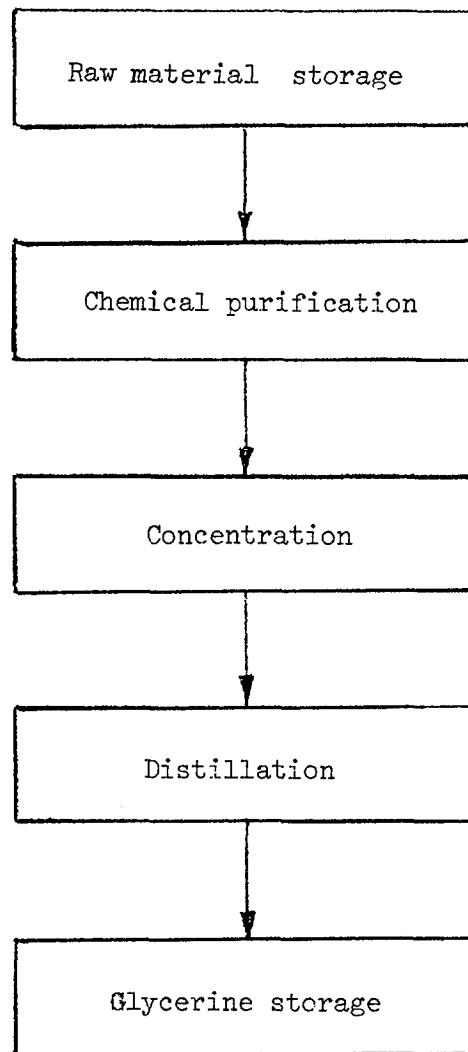 Raw material storage
Chemical purification
Concentration
Distillation
Glycerine storage